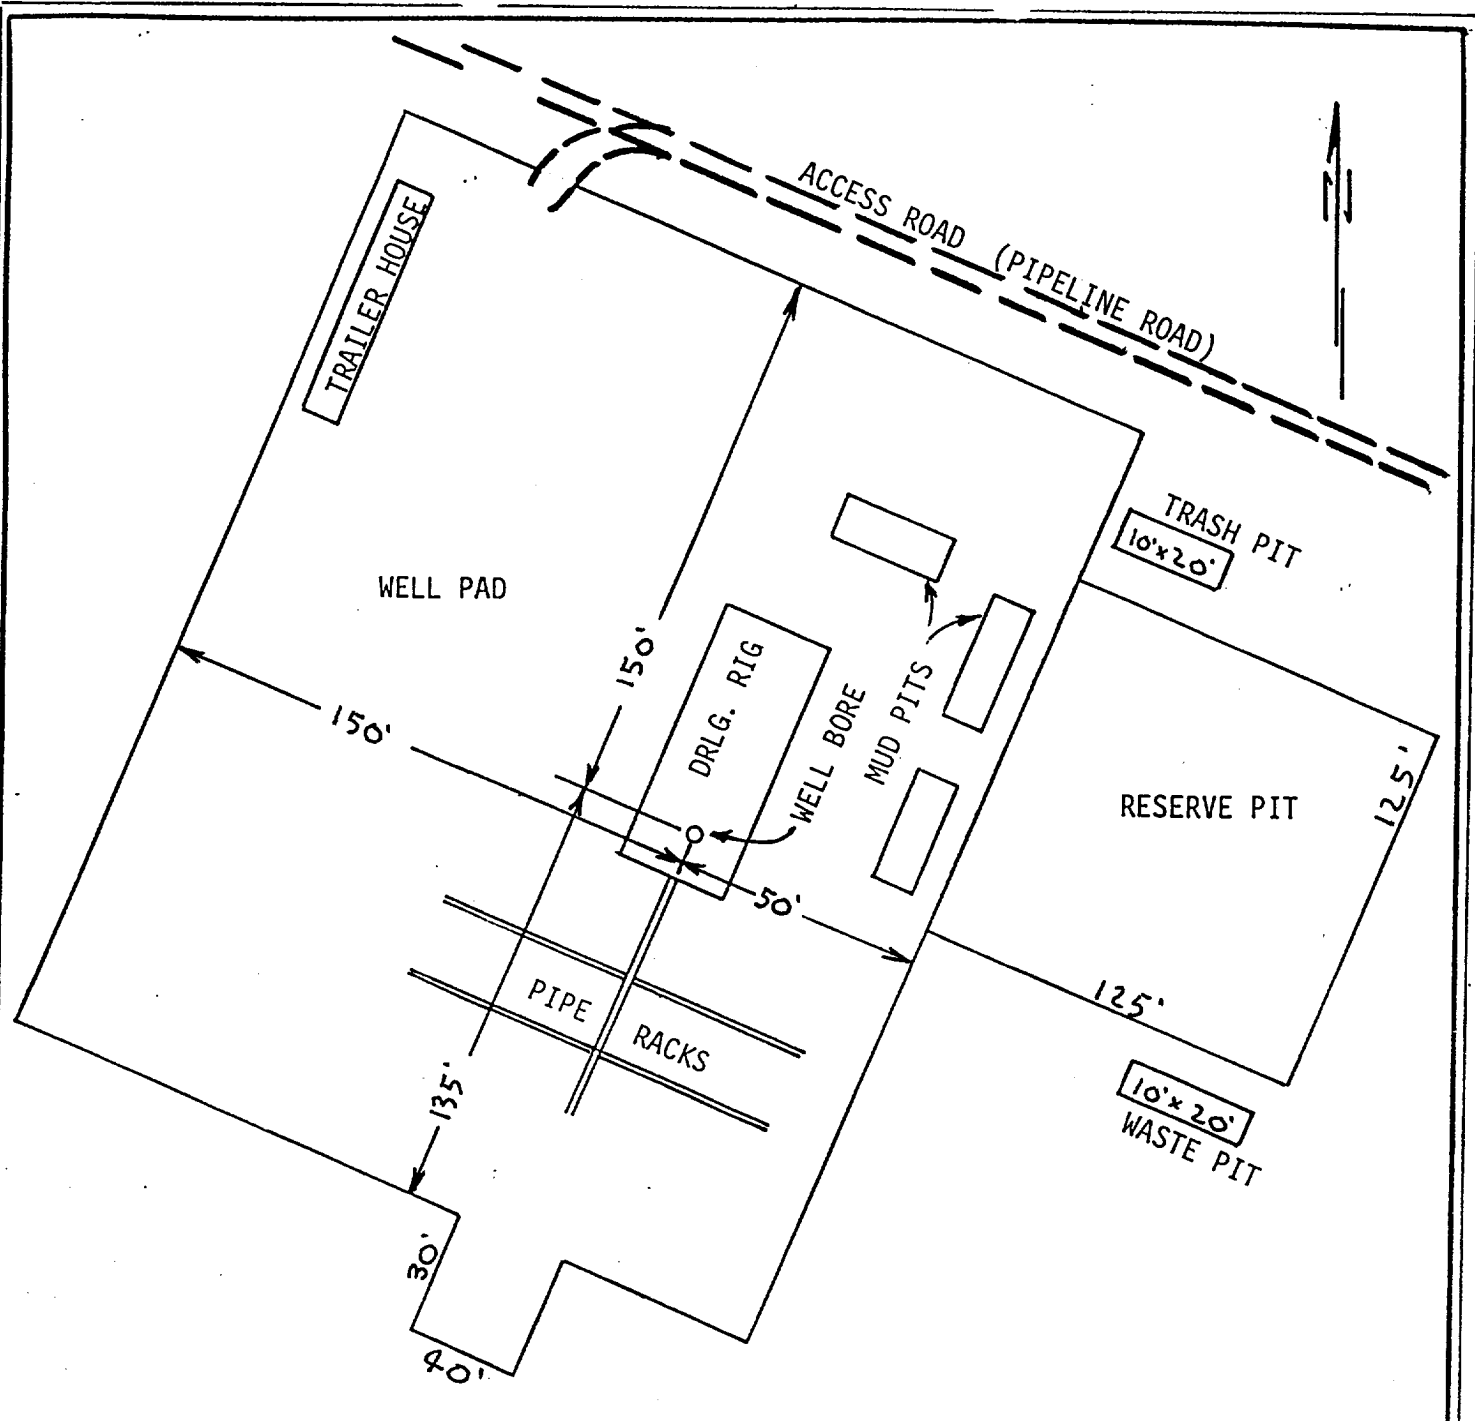 ACCESS ROAD (PIPELINE ROAD)
N
TRAILER HOUSE
TRASH PIT
10'x20'
WELL PAD
150'
150'
DRLG. RIG
WELL BORE
MUD PITS
RESERVE PIT
125'
50'
125'
PIPE RACKS
135'
10'x 20'
WASTE PIT
30'
40'